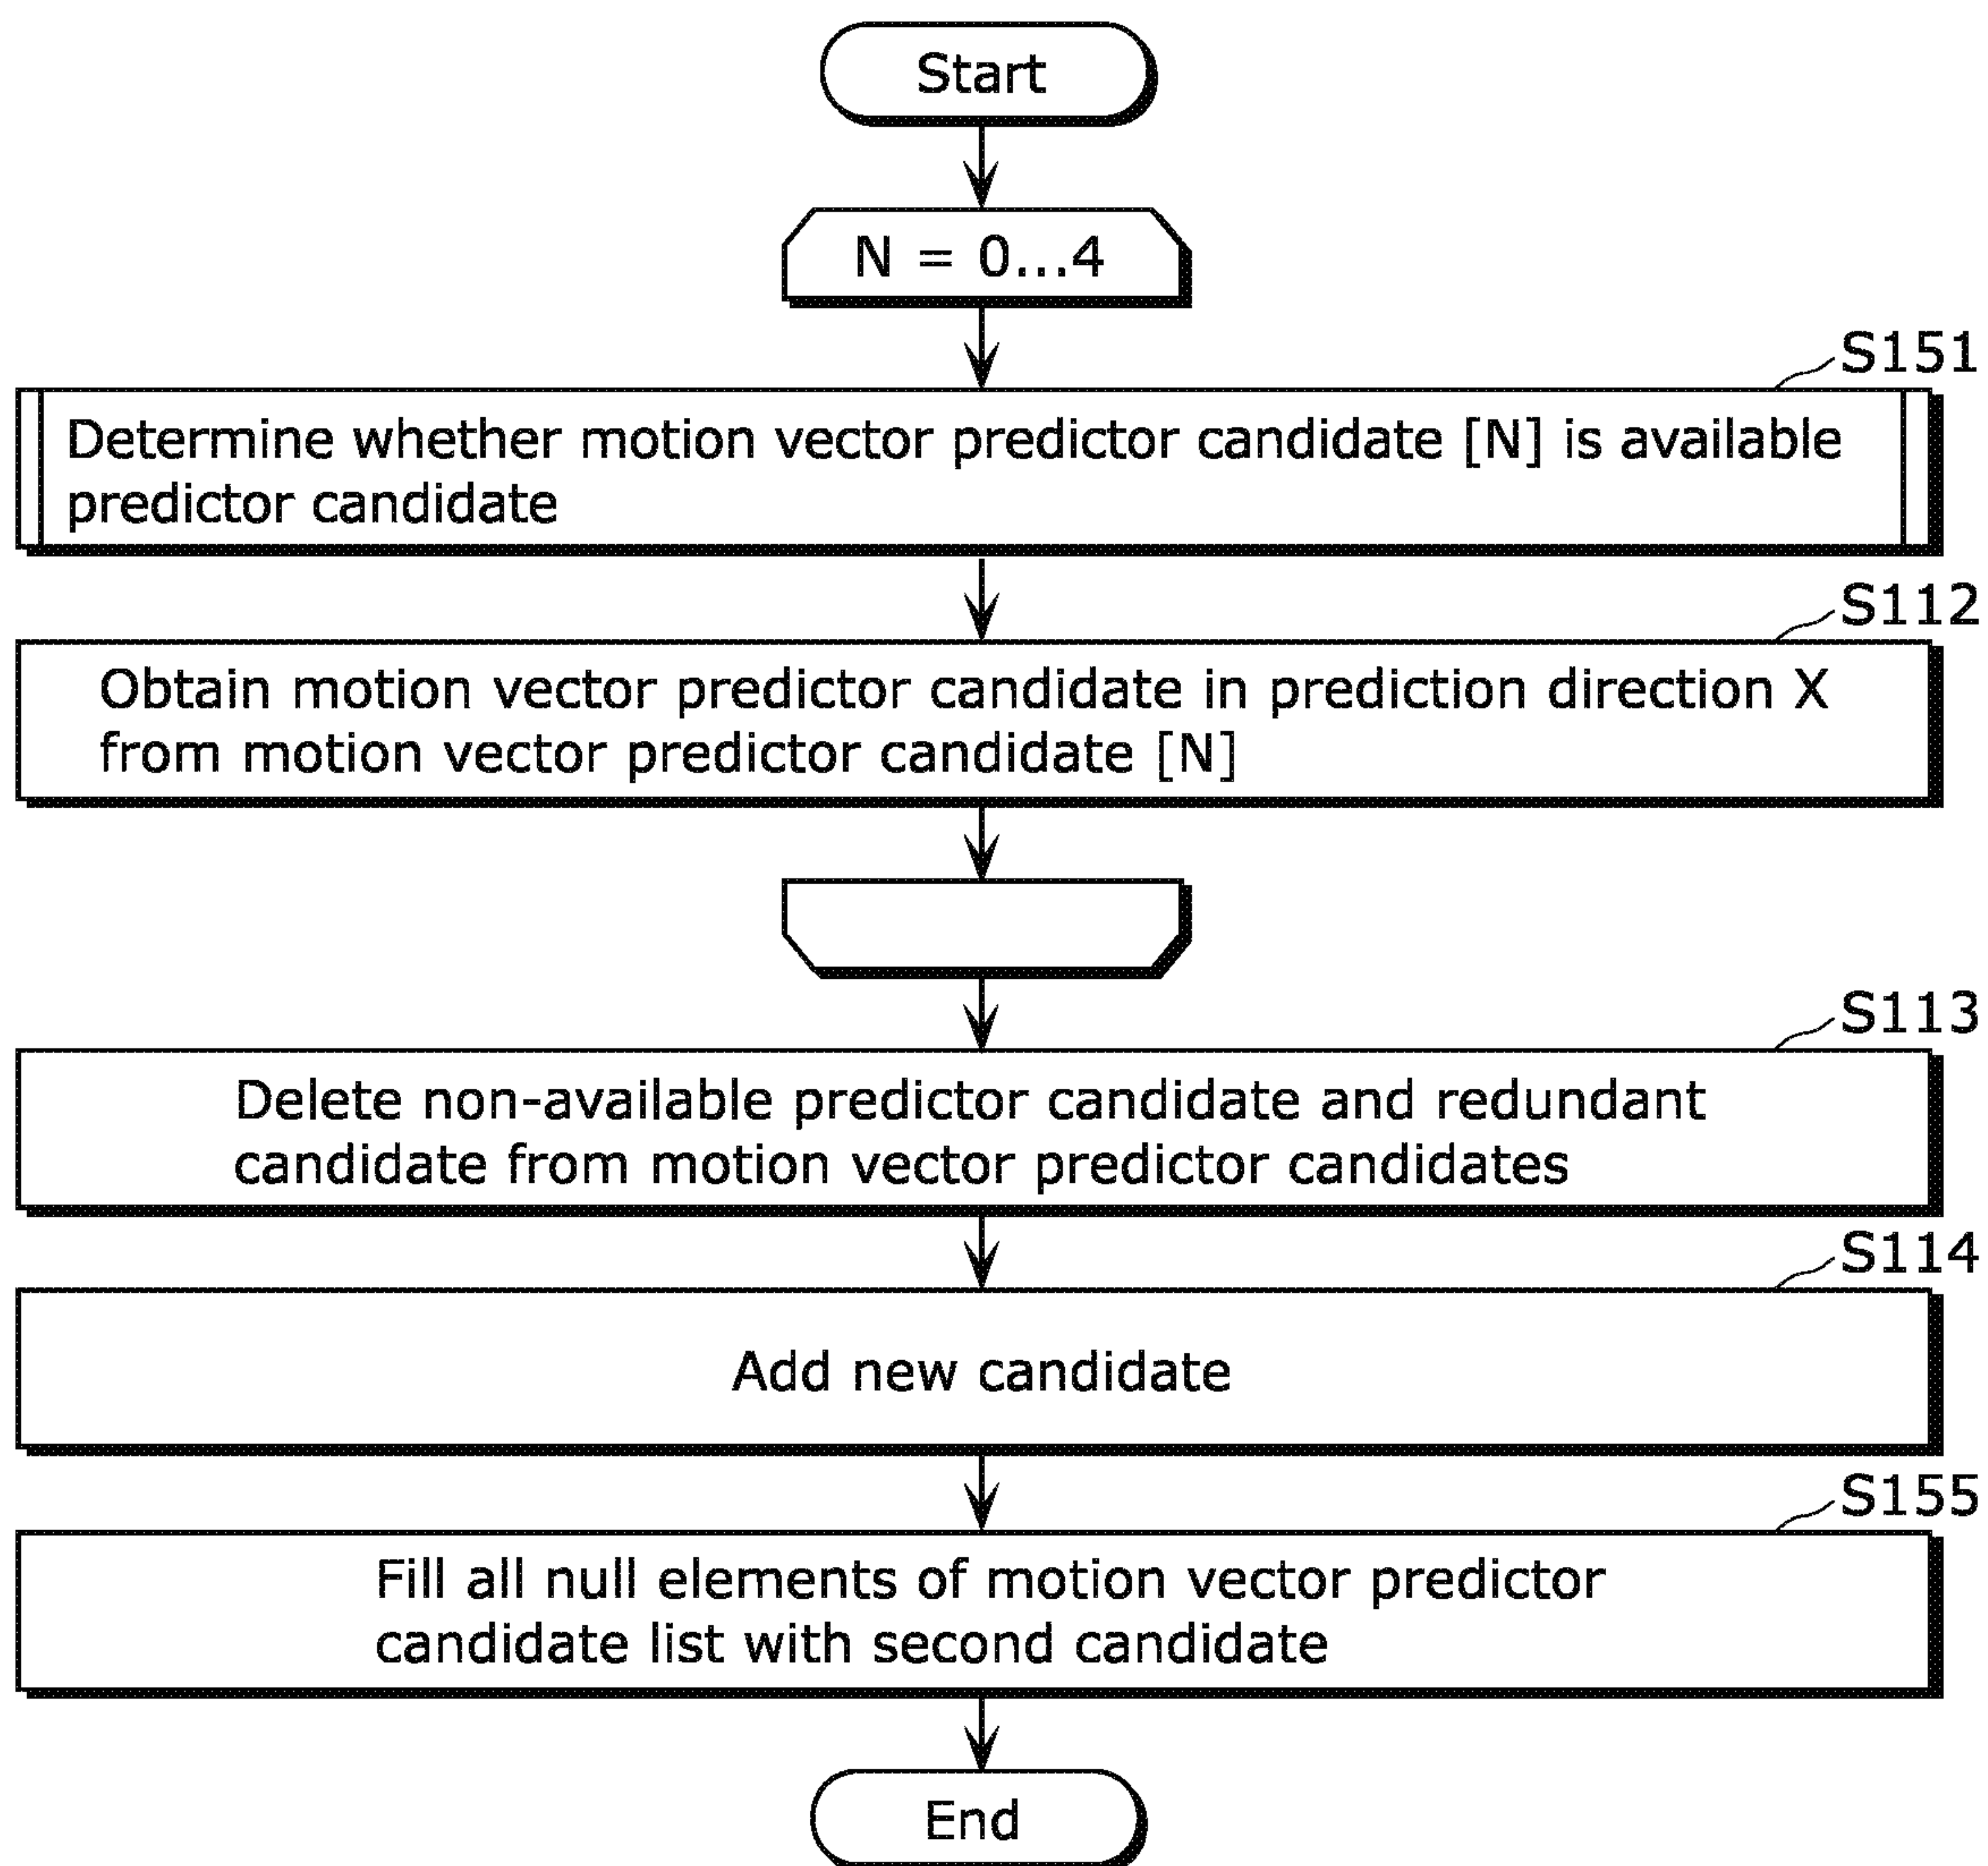 Start
N = 0...4
S151
Determine whether motion vector predictor candidate [N] is available
predictor candidate
S112
Obtain motion vector predictor candidate in prediction direction X
from motion vector predictor candidate [N]
S113
Delete non-available predictor candidate and redundant
candidate from motion vector predictor candidates
S114
Add new candidate
S155
Fill all null elements of motion vector predictor
candidate list with second candidate
End